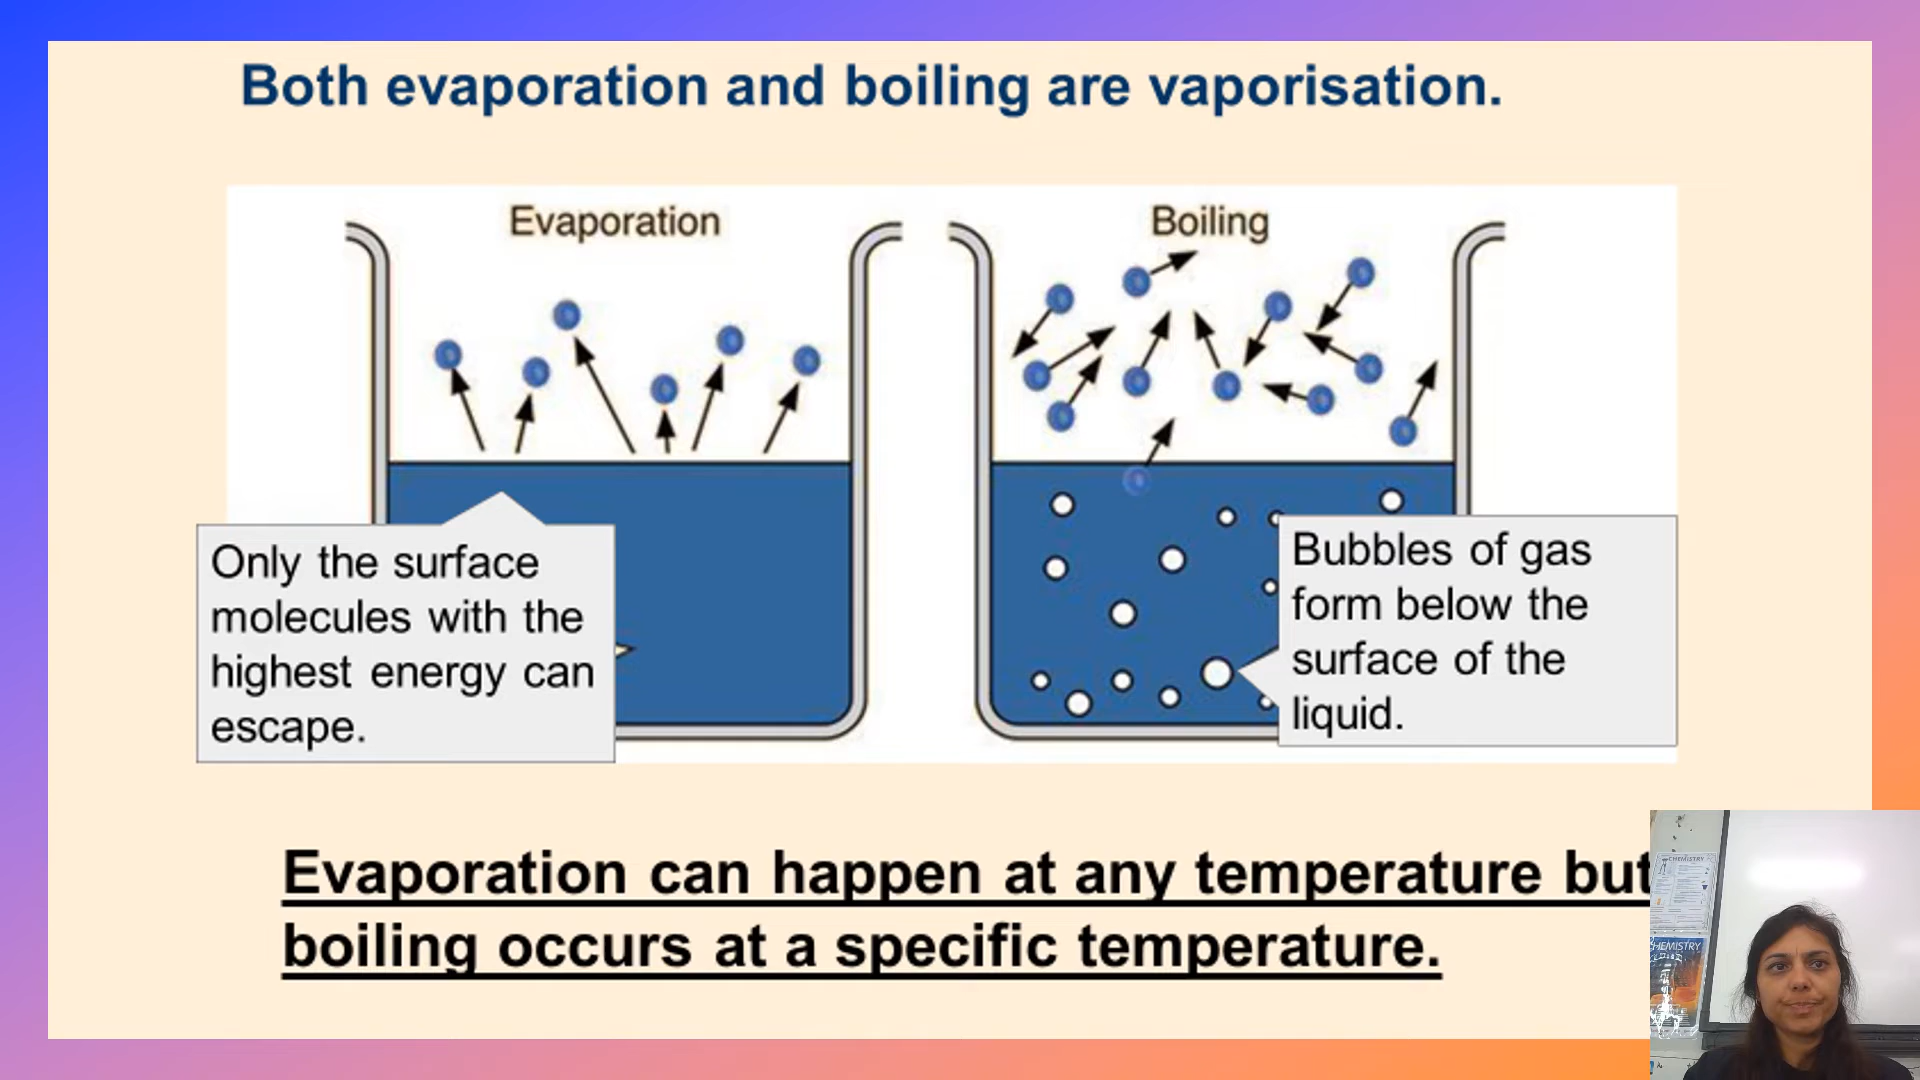 Both evaporation and boiling are vaporisation.
Evaporation
Boiling
Only the surface
molecules with the
highest energy can
escape.
Bubbles of gas
form below the
surface of the
liquid.
Evaporation can happen at any temperature but
boiling occurs at a specific temperature.
CHEMISTRY
HEMISTRY